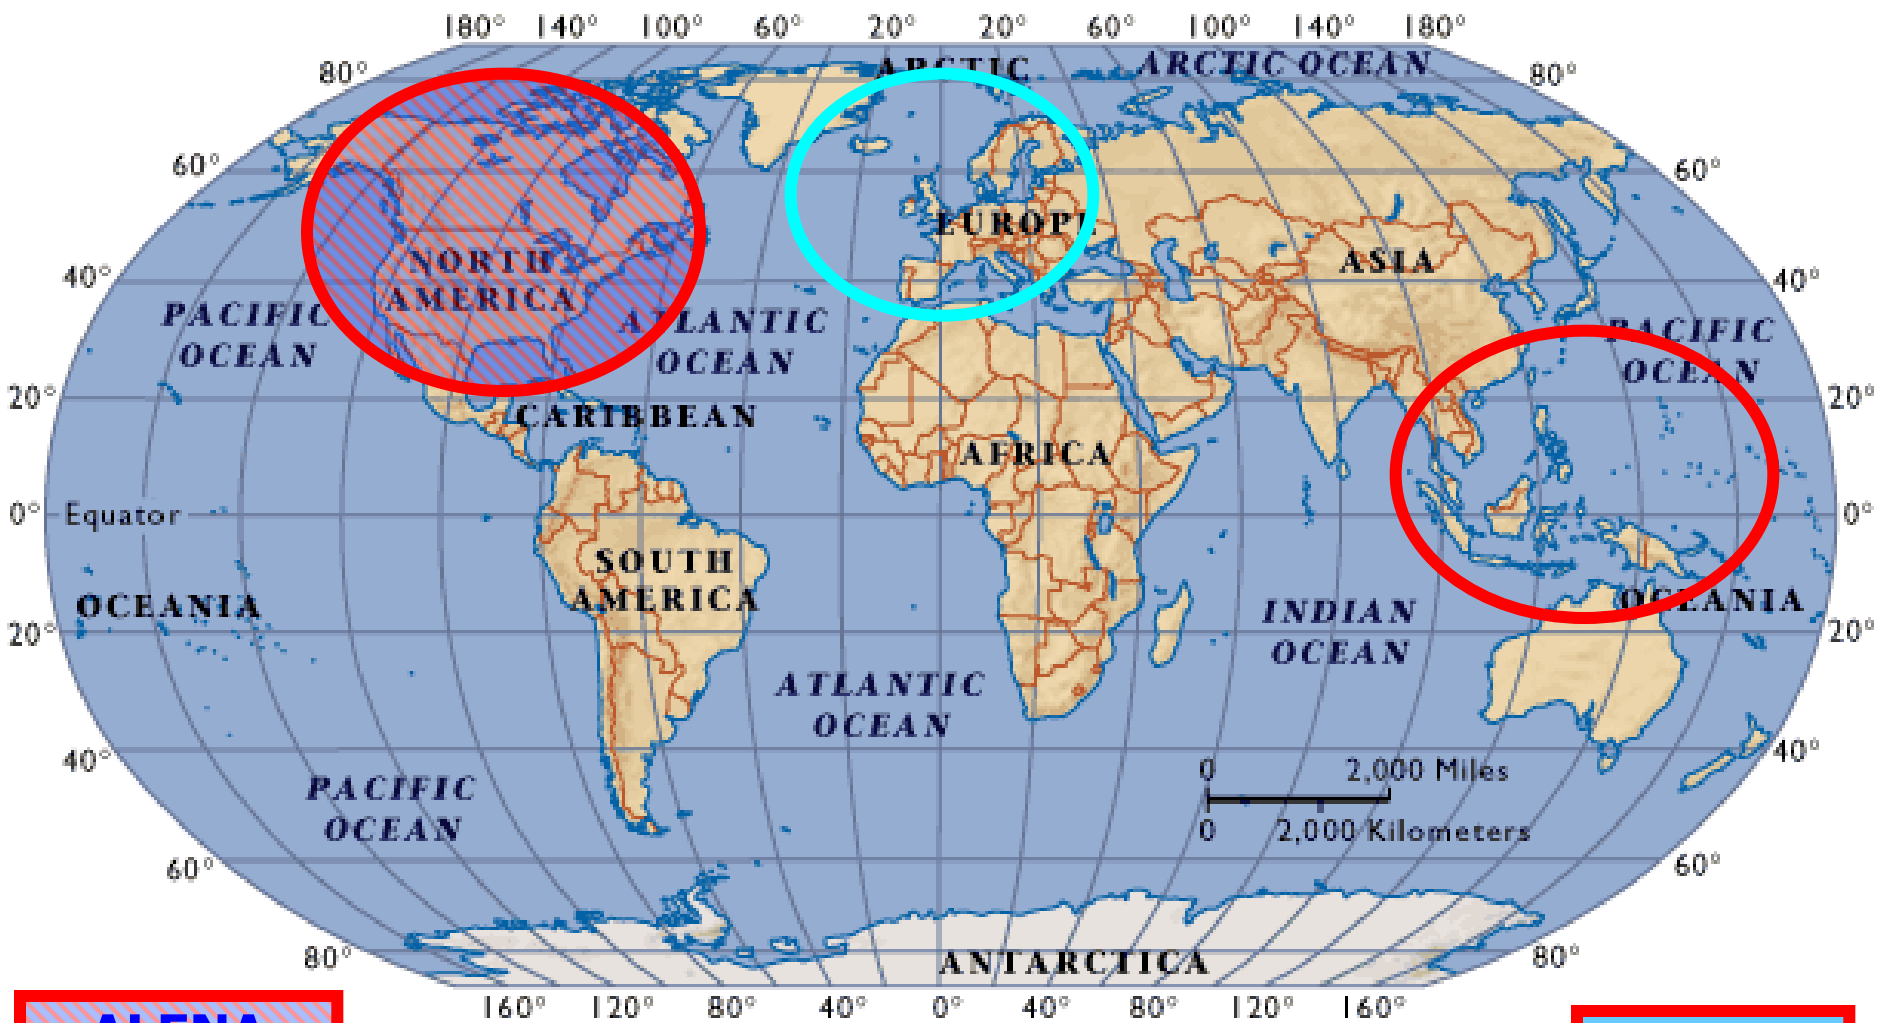 180° 140° 100° 60° 20° 20° 60° 100° 140° 180°
ARCTIC
ARCTIC OCEAN
80°
80°
60°
60°
EUROPE
NORTH
AMERICA
ASIA
40°
40°
PACIFIC
OCEAN
ATLANTIC
OCEAN
PACIFIC
OCEAN
20°
20°
CARIBBEAN
AFRICA
0°
Equator
0°
SOUTH
AMERICA
OCEANIA
INDIAN
OCEAN
OCEANIA
20°
20°
ATLANTIC
OCEAN
40°
40°
0 2,000 Miles
0 2,000 Kilometers
PACIFIC
OCEAN
60°
60°
80°
ANTARCTICA
80°
160° 120° 80° 40° 0° 40° 80° 120° 160°
ALENA